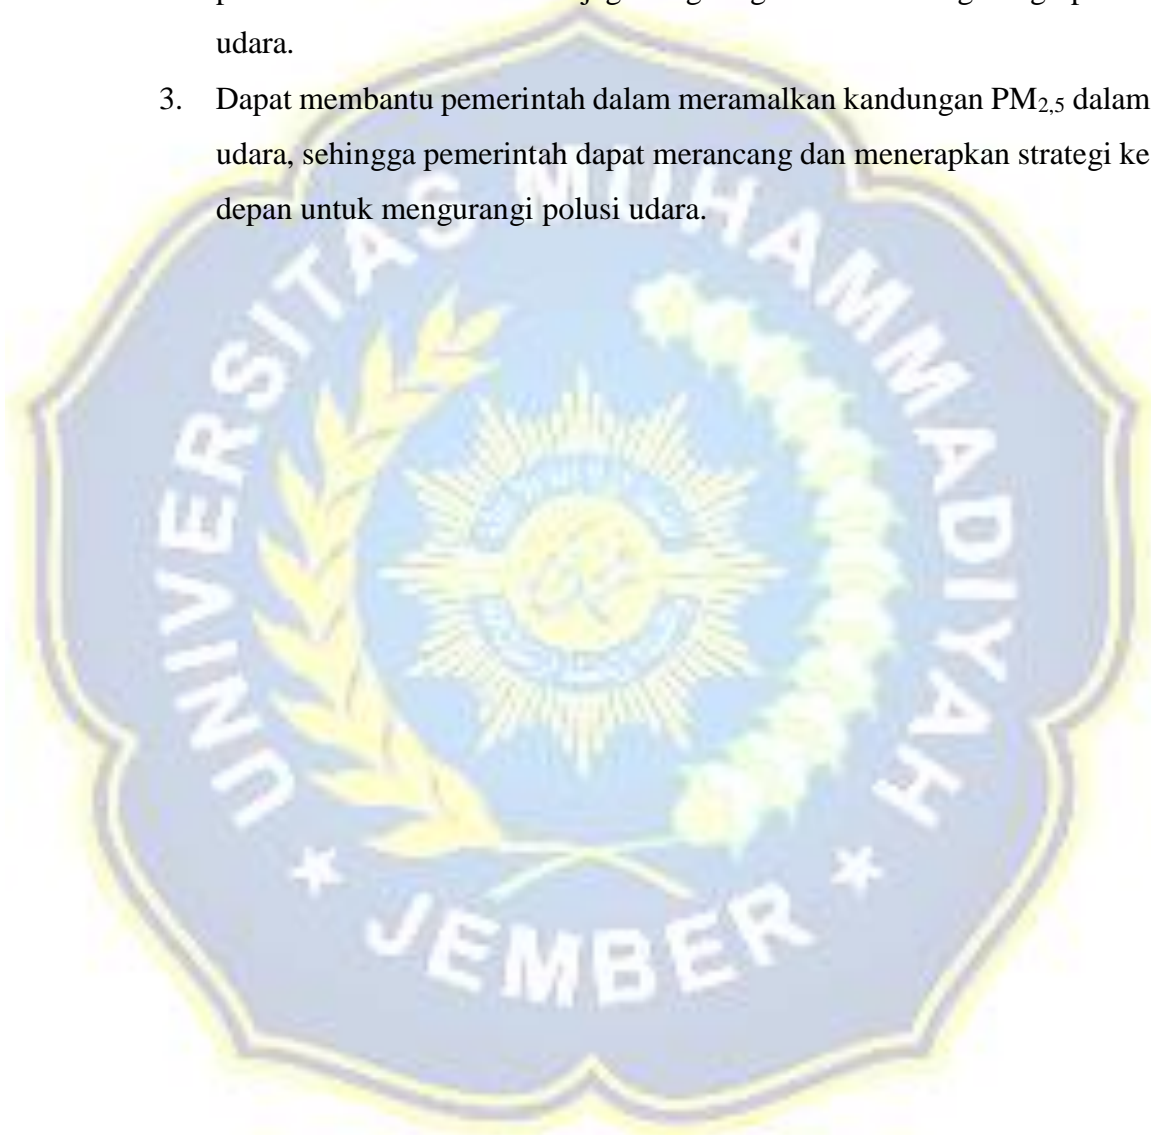 udara.
3. Dapat membantu pemerintah dalam meramalkan kandungan PM2,5 dalam
udara, sehingga pemerintah dapat merancang dan menerapkan strategi ke
depan untuk mengurangi polusi udara.
UNIVERSITAS MUHAMMADIYAH
JEMBER